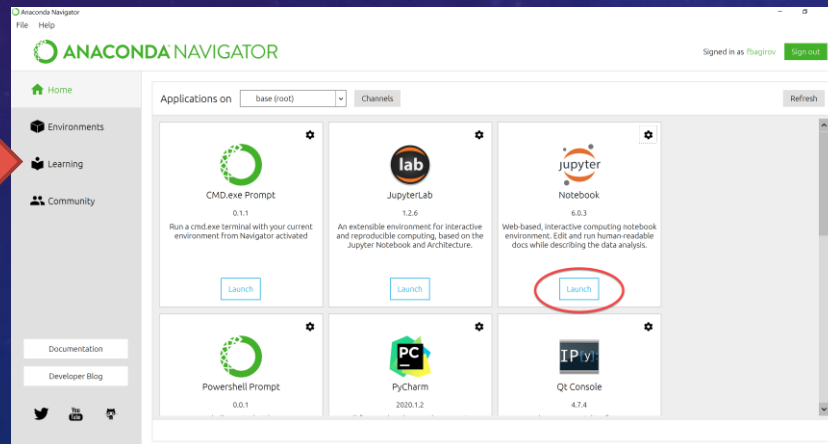 Anaconda Navigator
File Help
ANACONDA NAVIGATOR
Signed in as fbagirov
Sign out
Home
Environments
Learning
Community
Documentation
Developer Blog
You
Tube
Applications on
base (root)
Channels
Refresh
CMD.exe Prompt
0.1.1
Run a cmd.exe terminal with your current
environment from Navigator activated
Launch
lab
JupyterLab
1.2.6
An extensible environment for interactive
and reproducible computing, based on the
Jupyter Notebook and Architecture.
Launch
jupyter
Notebook
6.0.3
Web-based, interactive computing notebook
environment. Edit and run human-readable
docs while describing the data analysis.
Launch
Powershell Prompt
0.0.1
PC
PyCharm
2020.1.2
IP[y]:
Qt Console
4.7.4